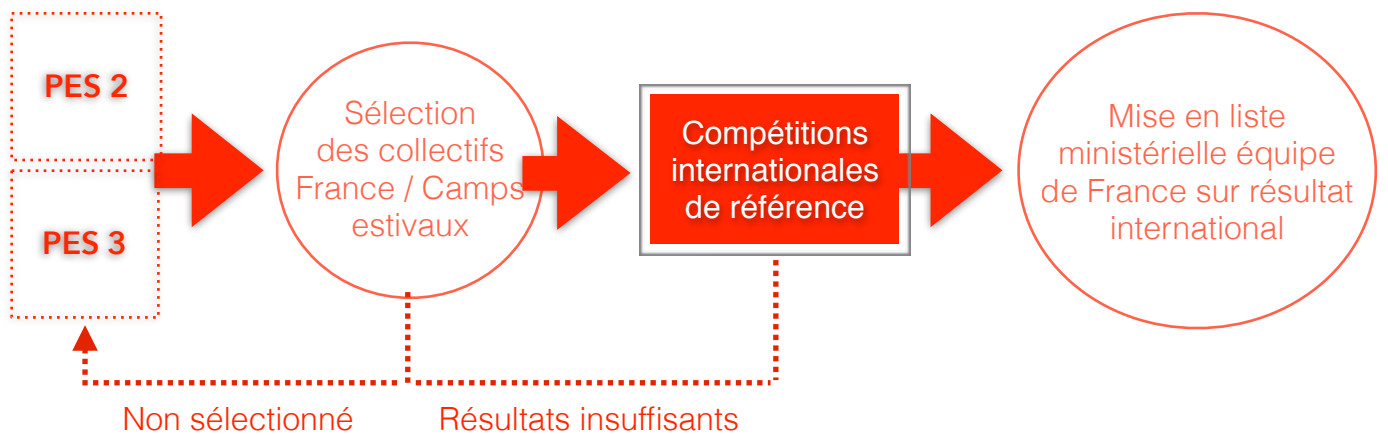 PES 2
PES 3
Sélection
des collectifs
France / Camps
estivaux
Compétitions
internationales
de référence
Mise en liste
ministérielle équipe
de France sur résultat
international
Non sélectionné
Résultats insuffisants